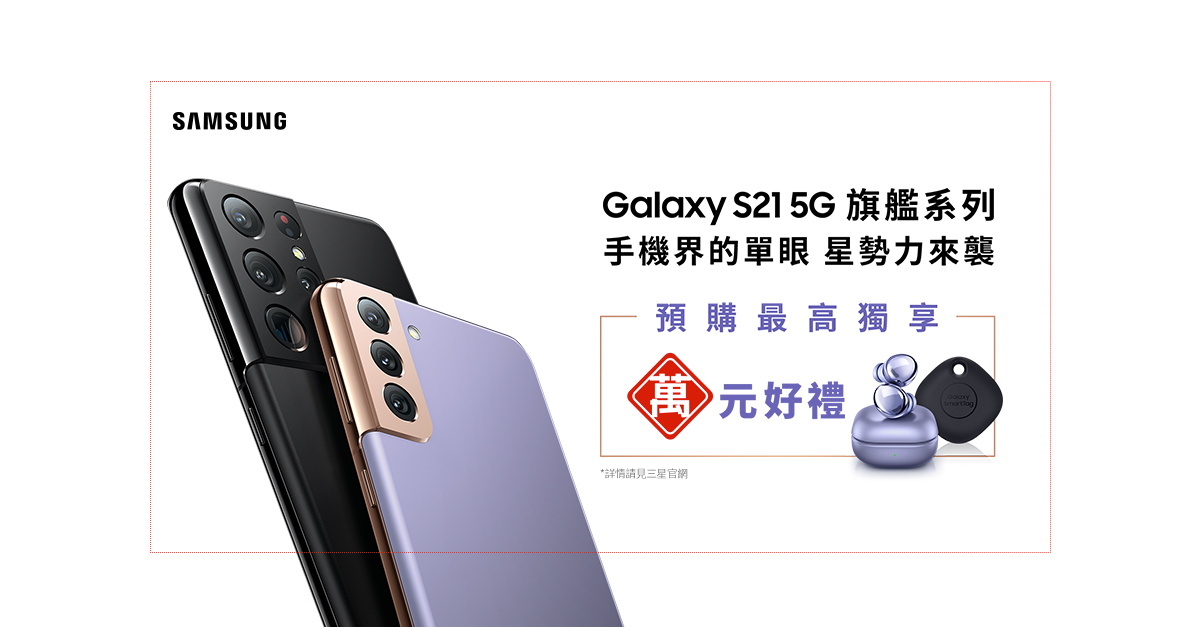 SAMSUNG
Galaxy S21 5G 旗艦系列
手機界的單眼 星勢力來襲
預購最高獨享
萬元好禮
Galaxy
SmartTag
*詳情請見三星官網